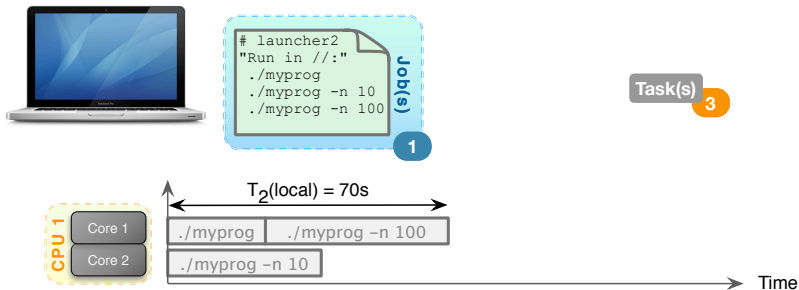 # launcher2
"Run in //:"
./myprog
./myprog -n 10
./myprog -n 100
Job(s)
1
Task(s)
3
T2(local) = 70s
CPU 1
Core 1
./myprog
./myprog -n 100
Core 2
./myprog -n 10
Time